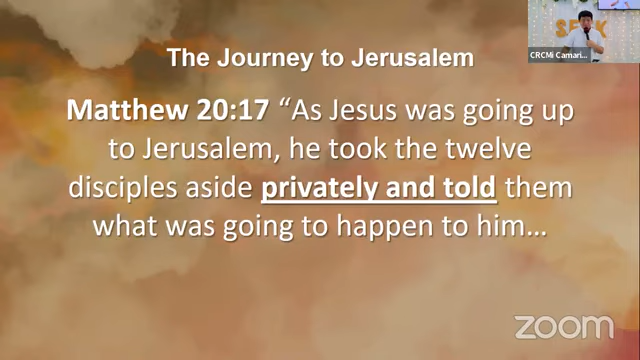 The Journey to Jerusalem
Matthew 20:17 “As Jesus was going up
to Jerusalem, he took the twelve
disciples aside privately and told them
what was going to happen to him…
CRCMi Camari...
zoom